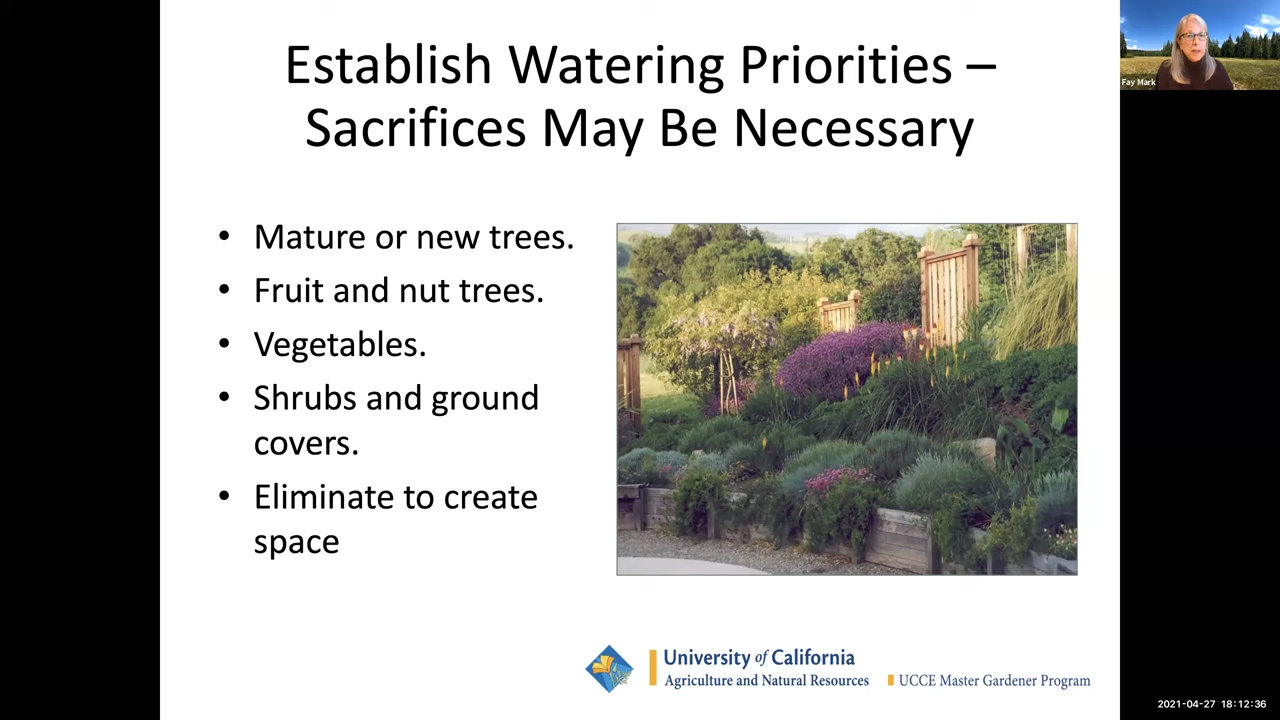 Establish Watering Priorities –
Sacrifices May Be Necessary
Fay Mark
• Mature or new trees.
• Fruit and nut trees.
• Vegetables.
• Shrubs and ground
covers.
• Eliminate to create
space
University of California
Agriculture and Natural Resources
UCCE Master Gardener Program
2021-04-27 18:12:36